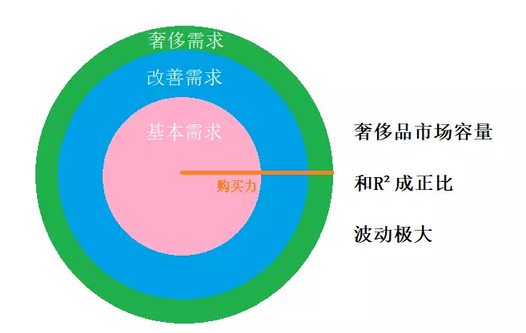 奢侈需求
改善需求
基本需求
购买力
奢侈品市场容量
和R²成正比
波动极大